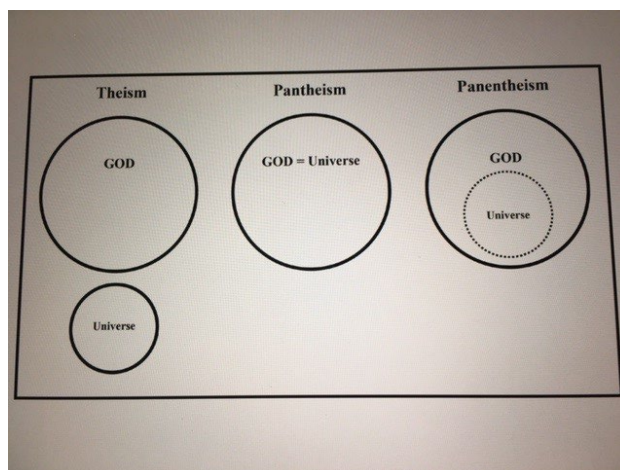 Theism
GOD
Universe
Pantheism
GOD = Universe
Panentheism
GOD
Universe